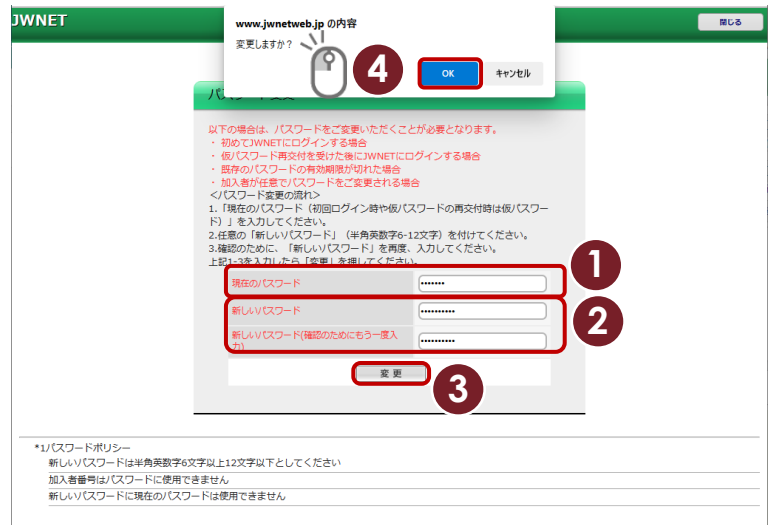 JWNET
www.jwnetweb.jp の内容
閉じる
変更しますか？
4
OK
キャンセル
以下の場合は、パスワードをご変更いただくことが必要となります。
・ 初めてJWNETにログインする場合
・ 仮パスワード再交付を受けた後にJWNETにログインする場合
・ 既存のパスワードの有効期限が切れた場合
・ 加入者が任意でパスワードをご変更される場合
＜パスワード変更の流れ＞
1.「現在のパスワード（初回ログイン時や仮パスワードの再交付時は仮パスワー
ド）」を入力してください。
2.任意の「新しいパスワード」（半角英数字6-12文字）を付けてください。
3.確認のために、「新しいパスワード」を再度、入力してください。
上記1-3を入力したら「変更」を押してください。
1
現在のパスワード
•••••••
新しいパスワード
••••••••••
2
新しいパスワード(確認のためにもう一度入
力)
••••••••••
変 更
3
*1パスワードポリシー
新しいパスワードは半角英数字6文字以上12文字以下としてください
加入者番号はパスワードに使用できません
新しいパスワードに現在のパスワードは使用できません